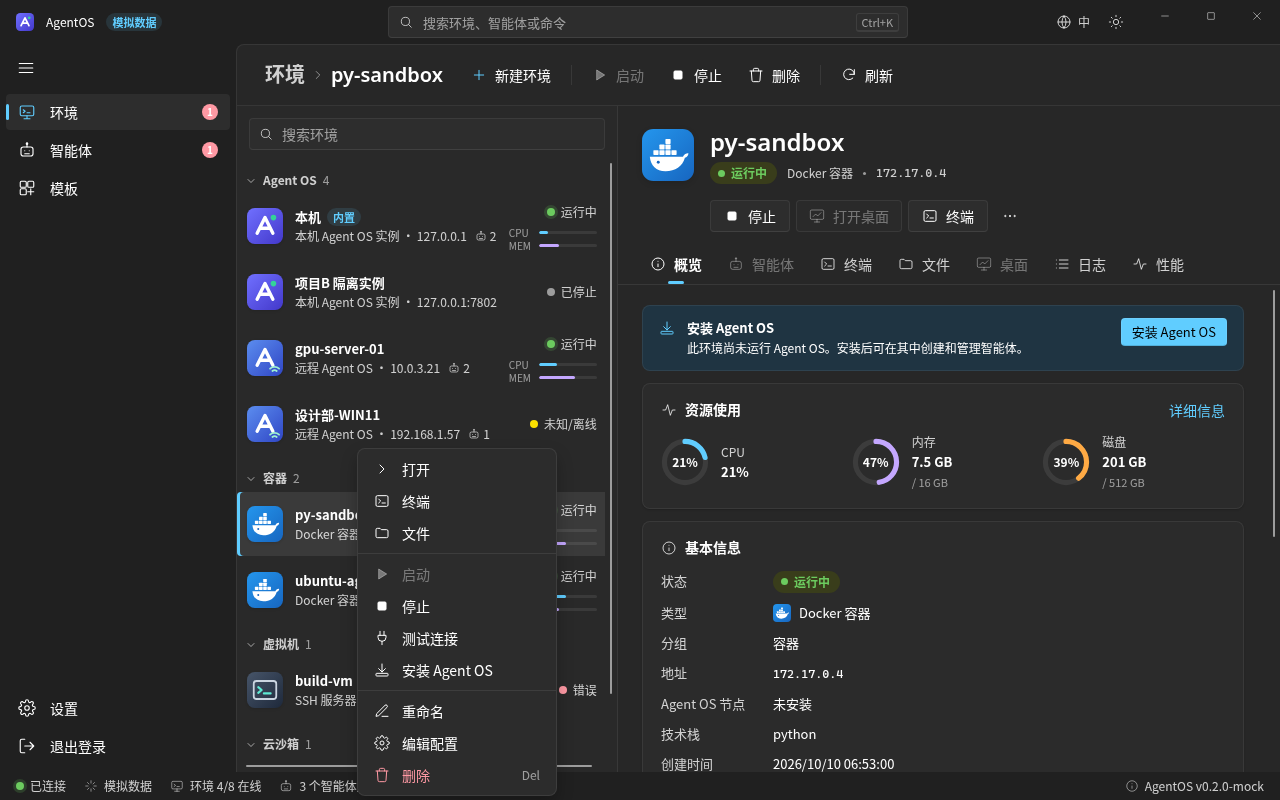 AgentOS 模拟数据
搜索环境、智能体或命令 Ctrl+K
中
环境 1
智能体 1
模板
设置
退出登录
环境 py-sandbox
新建环境 启动 停止 删除 刷新
搜索环境
Agent OS 4
本机 内置 运行中
本机 Agent OS 实例 • 127.0.0.1 2
CPU
MEM
项目B 隔离实例
本机 Agent OS 实例 • 127.0.0.1:7802
已停止
gpu-server-01 运行中
远程 Agent OS • 10.0.3.21 2
CPU
MEM
设计部-WIN11
远程 Agent OS • 192.168.1.57 1
未知/离线
容器 2
py-sandb 运行中
Docker 容器
ubuntu-ag 运行中
Docker 容器
虚拟机 1
build-vm
SSH 服务器
错误
云沙箱 1
打开
终端
文件
启动
停止
测试连接
安装 Agent OS
重命名
编辑配置
删除 Del
py-sandbox
运行中 Docker 容器 • 172.17.0.4
停止 打开桌面 终端 ···
概览 智能体 终端 文件 桌面 日志 性能
安装 Agent OS
此环境尚未运行 Agent OS。安装后可在其中创建和管理智能体。
安装 Agent OS
资源使用 详细信息
21% CPU
21%
47% 内存
7.5 GB
/ 16 GB
39% 磁盘
201 GB
/ 512 GB
基本信息
状态 运行中
类型 Docker 容器
分组 容器
地址 172.17.0.4
Agent OS 节点 未安装
技术栈 python
创建时间 2026/10/10 06:53:00
已连接 模拟数据 环境 4/8 在线 3 个智能体
AgentOS v0.2.0-mock